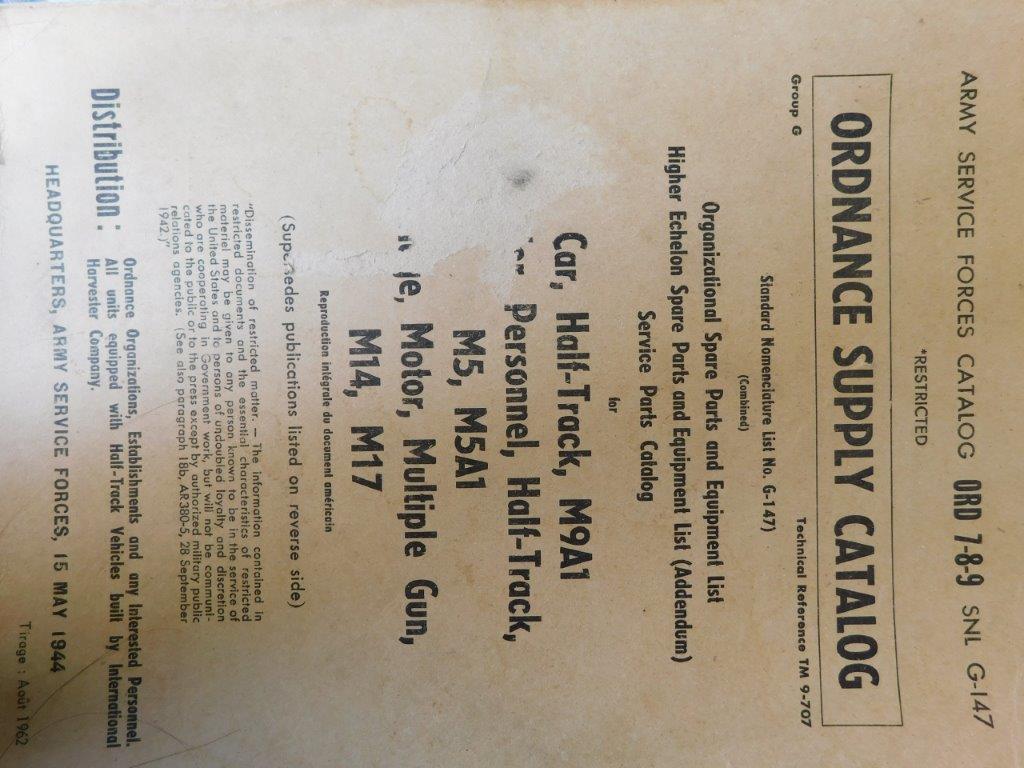 ARMY SERVICE FORCES CATALOG ORD 7-8-9 SNL G-147
*RESTRICTED
ORDNANCE SUPPLY CATALOG
Group G
Technical Reference TM 9-707
Standard Nomenclature List No. G-147)
(Combined)
Organizational Spare Parts and Equipment List
Higher Echelon Spare Parts and Equipment List (Addendum)
Service Parts Catalog
for
Car, Half-Track, M9A1
Personnel, Half-Track,
M5, M5A1
Motor, Multiple Gun,
M14, M17
Reproduction intégrale du document américain
(Supersedes publications listed on reverse side)
"Dissemination of restricted matter. — The information contained in
restricted documents and the essential characteristics of restricted
materiel may be given to any person known to be in the service of
the United States and to persons of undoubled loyalty and discretion
who are cooperating in Government work, but will not be communi-
cated to the public or to the press except by authorized military public
relations agencies. (See also paragraph 18b, AR380-5, 28 September
1942.)"
Distribution :
Ordnance Organizations, Establishments and any Interested Personnel.
All units equipped with Half-Track Vehicles built by International
Harvester Company.
HEADQUARTERS, ARMY SERVICE FORCES, 15 MAY 1944
Tirage : Août 1962